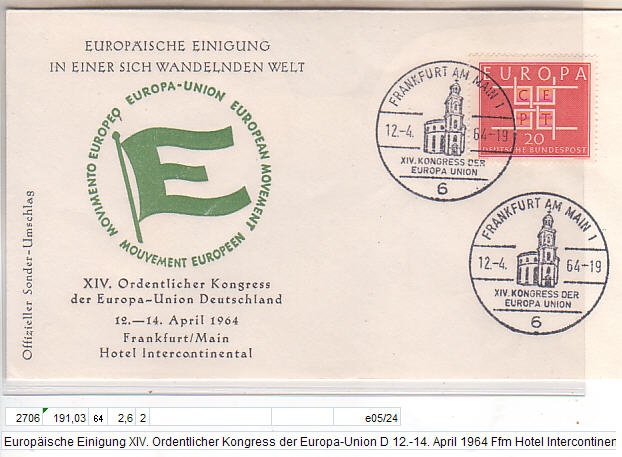 EUROPÄISCHE EINIGUNG
IN EINER SICH WANDELNDEN WELT
MOVIMENTO EUROPEO EUROPA-UNION EUROPEAN MOVEMENT MOUVEMENT EUROPEEN
E
Offizieller Sonder-Umschlag
XIV. Ordentlicher Kongress
der Europa-Union Deutschland
12.—14. April 1964
Frankfurt/Main
Hotel Intercontinental
FRANKFURT AM MAIN 1
12.-4. 64-19
XIV. KONGRESS DER
EUROPA UNION
6
EUROPA
C E
P T
20
DEUTSCHE BUNDESPOST
FRANKFURT AM MAIN 1
12.-4. 64-19
XIV. KONGRESS DER
EUROPA UNION
6
2706 191,03 64 2,6 2 e05/24
Europäische Einigung XIV. Ordentlicher Kongress der Europa-Union D 12.-14. April 1964 Ffm Hotel Intercontinen